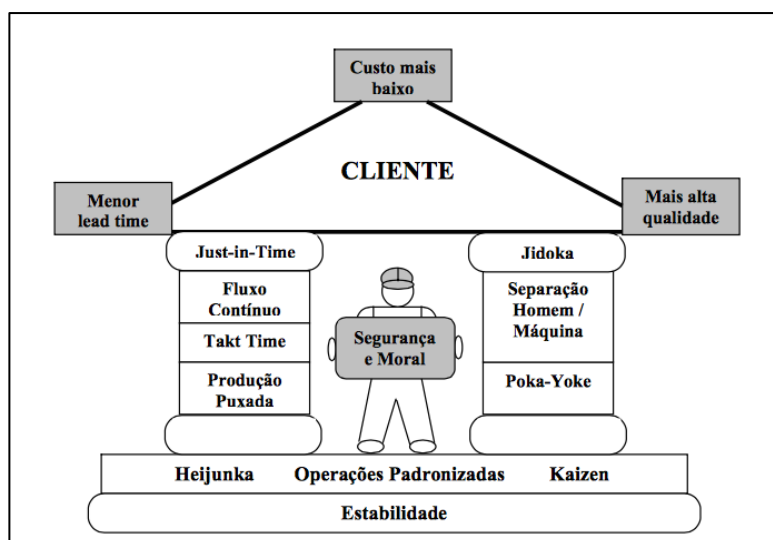 Custo mais
baixo
CLIENTE
Menor
lead time
Mais alta
qualidade
Just-in-Time
Jidoka
Fluxo
Contínuo
Takt Time
Produção
Puxada
Segurança
e Moral
Separação
Homem /
Máquina
Poka-Yoke
Heijunka Operações Padronizadas Kaizen
Estabilidade